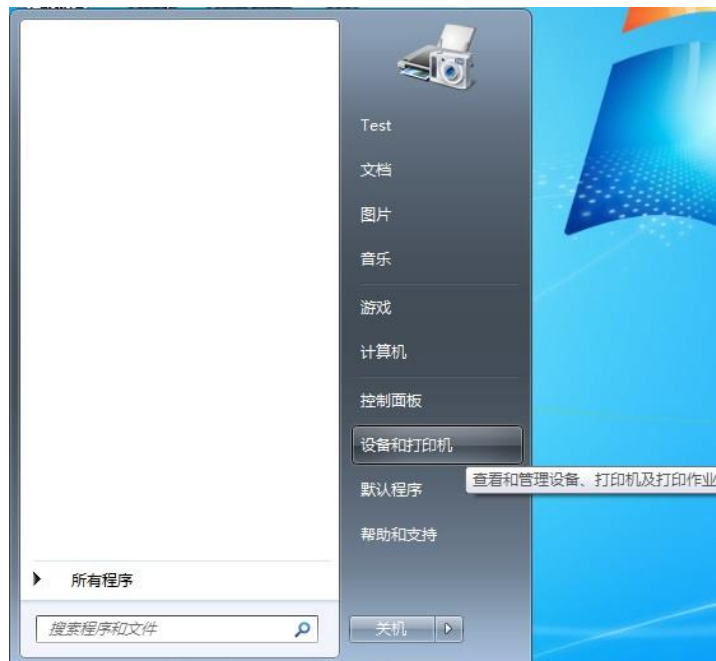 Test
文档
图片
音乐
游戏
计算机
控制面板
设备和打印机
查看和管理设备、打印机及打印作业
默认程序
帮助和支持
所有程序
搜索程序和文件
关机